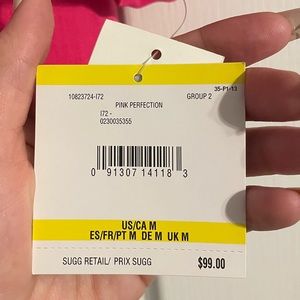 35-P1-13
10823724-I72 GROUP 2
PINK PERFECTION
I72 -
0230035355
0 91307 14118 3
US/CA M
ES/FR/PT M DE M UK M
SUGG RETAIL/ PRIX SUGG $99.00